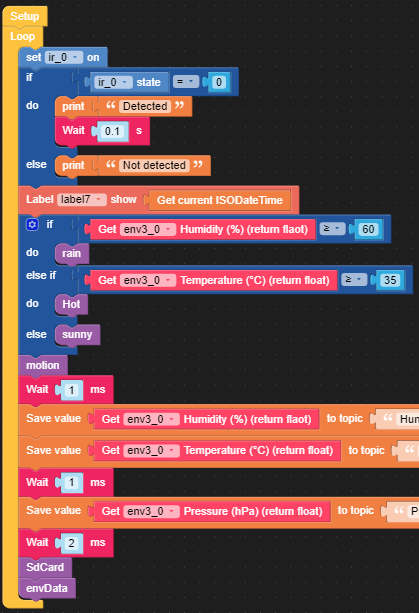 Setup
Loop
set ir_0 on
if ir_0 state = 0
do print “ Detected ”
Wait 0.1 s
else print “ Not detected ”
Label label7 show Get current ISODateTime
if Get env3_0 Humidity (%) (return flaot) ≥ 60
do rain
else if Get env3_0 Temperature (°C) (return float) ≥ 35
do Hot
else sunny
motion
Wait 1 ms
Save value Get env3_0 Humidity (%) (return flaot) to topic “ Hun
Save value Get env3_0 Temperature (°C) (return float) to topic “
Wait 1 ms
Save value Get env3_0 Pressure (hPa) (return float) to topic “ P
Wait 2 ms
SdCard
envData